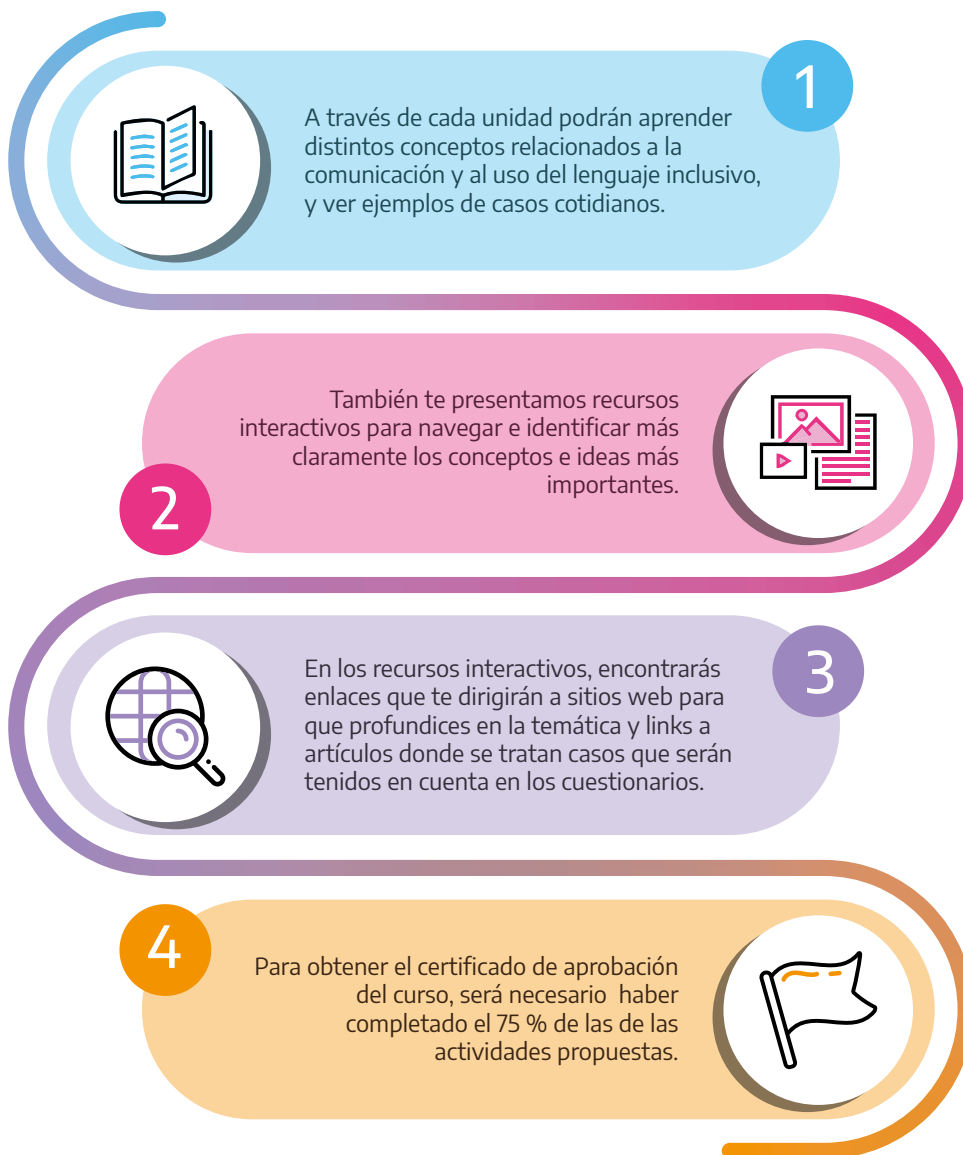 1
A través de cada unidad podrán aprender
distintos conceptos relacionados a la
comunicación y al uso del lenguaje inclusivo,
y ver ejemplos de casos cotidianos.
También te presentamos recursos
interactivos para navegar e identificar más
claramente los conceptos e ideas más
importantes.
2
3
En los recursos interactivos, encontrarás
enlaces que te dirigirán a sitios web para
que profundices en la temática y links a
artículos donde se tratan casos que serán
tenidos en cuenta en los cuestionarios.
4
Para obtener el certificado de aprobación
del curso, será necesario  haber
completado el 75 % de las de las
actividades propuestas.